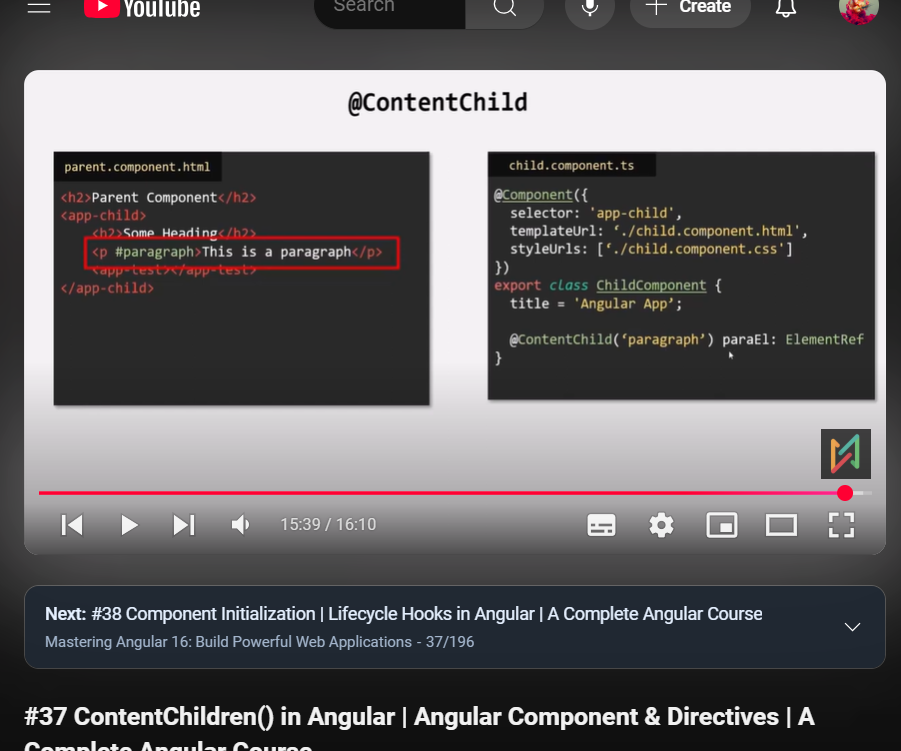 YouTube
Search
Create
@ContentChild
parent.component.html
<h2>Parent Component</h2>
<app-child>
<h2>Some Heading</h2>
<p #paragraph>This is a paragraph</p>
<app-test></app-test>
</app-child>
child.component.ts
@Component({
selector: 'app-child',
templateUrl: ‘./child.component.html',
styleUrls: [‘./child.component.css']
})
export class ChildComponent {
title = 'Angular App’;
@ContentChild(‘paragraph’) paraEl: ElementRef
}
15:39 / 16:10
Next: #38 Component Initialization | Lifecycle Hooks in Angular | A Complete Angular Course
Mastering Angular 16: Build Powerful Web Applications - 37/196
#37 ContentChildren() in Angular | Angular Component & Directives | A
Complete Angular Course